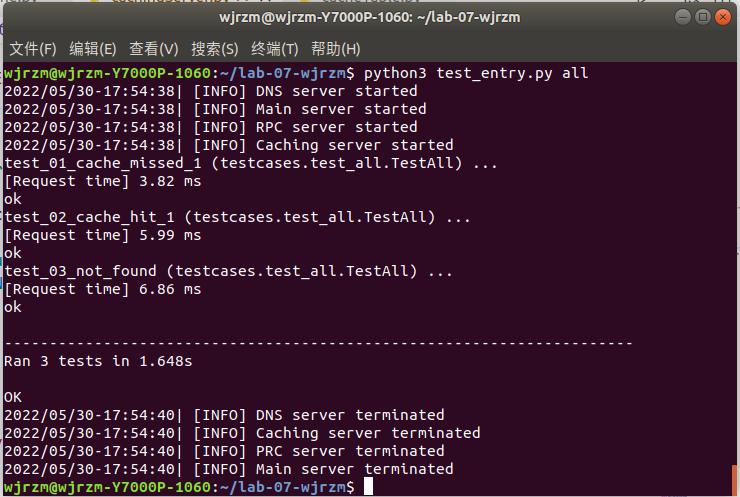 wjrzm@wjrzm-Y7000P-1060: ~/lab-07-wjrzm
文件(F) 编辑(E) 查看(V) 搜索(S) 终端(T) 帮助(H)
wjrzm@wjrzm-Y7000P-1060:~/lab-07-wjrzm$ python3 test_entry.py all
2022/05/30-17:54:38| [INFO] DNS server started
2022/05/30-17:54:38| [INFO] Main server started
2022/05/30-17:54:38| [INFO] RPC server started
2022/05/30-17:54:38| [INFO] Caching server started
test_01_cache_missed_1 (testcases.test_all.TestAll) ...
[Request time] 3.82 ms
ok
test_02_cache_hit_1 (testcases.test_all.TestAll) ...
[Request time] 5.99 ms
ok
test_03_not_found (testcases.test_all.TestAll) ...
[Request time] 6.86 ms
ok
----------------------------------------------------------------------
Ran 3 tests in 1.648s
OK
2022/05/30-17:54:40| [INFO] DNS server terminated
2022/05/30-17:54:40| [INFO] Caching server terminated
2022/05/30-17:54:40| [INFO] PRC server terminated
2022/05/30-17:54:40| [INFO] Main server terminated
wjrzm@wjrzm-Y7000P-1060:~/lab-07-wjrzm$